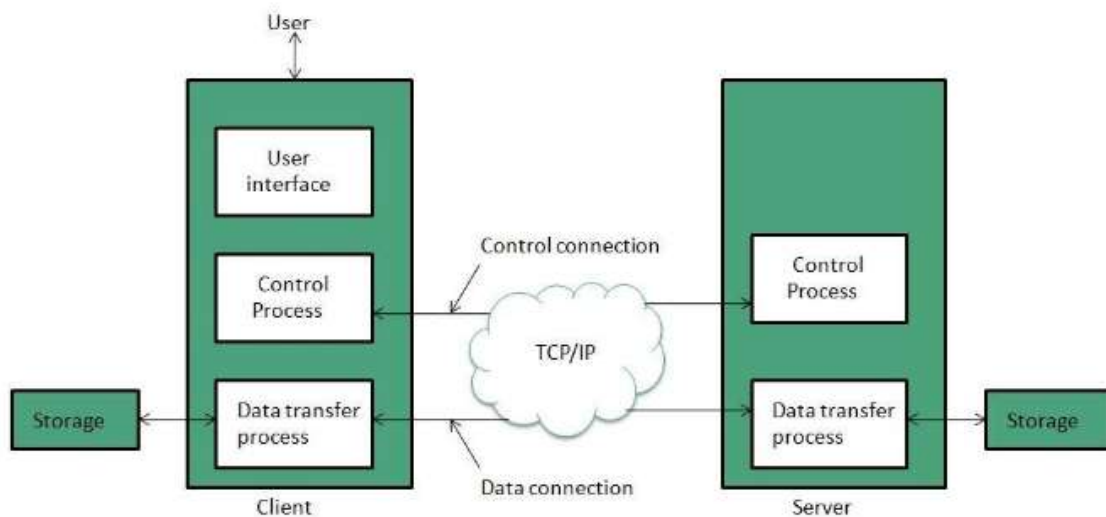 User
User
interface
Control connection
Control
Process
Control
Process
TCP/IP
Storage
Data transfer
process
Data transfer
process
Storage
Data connection
Client
Server